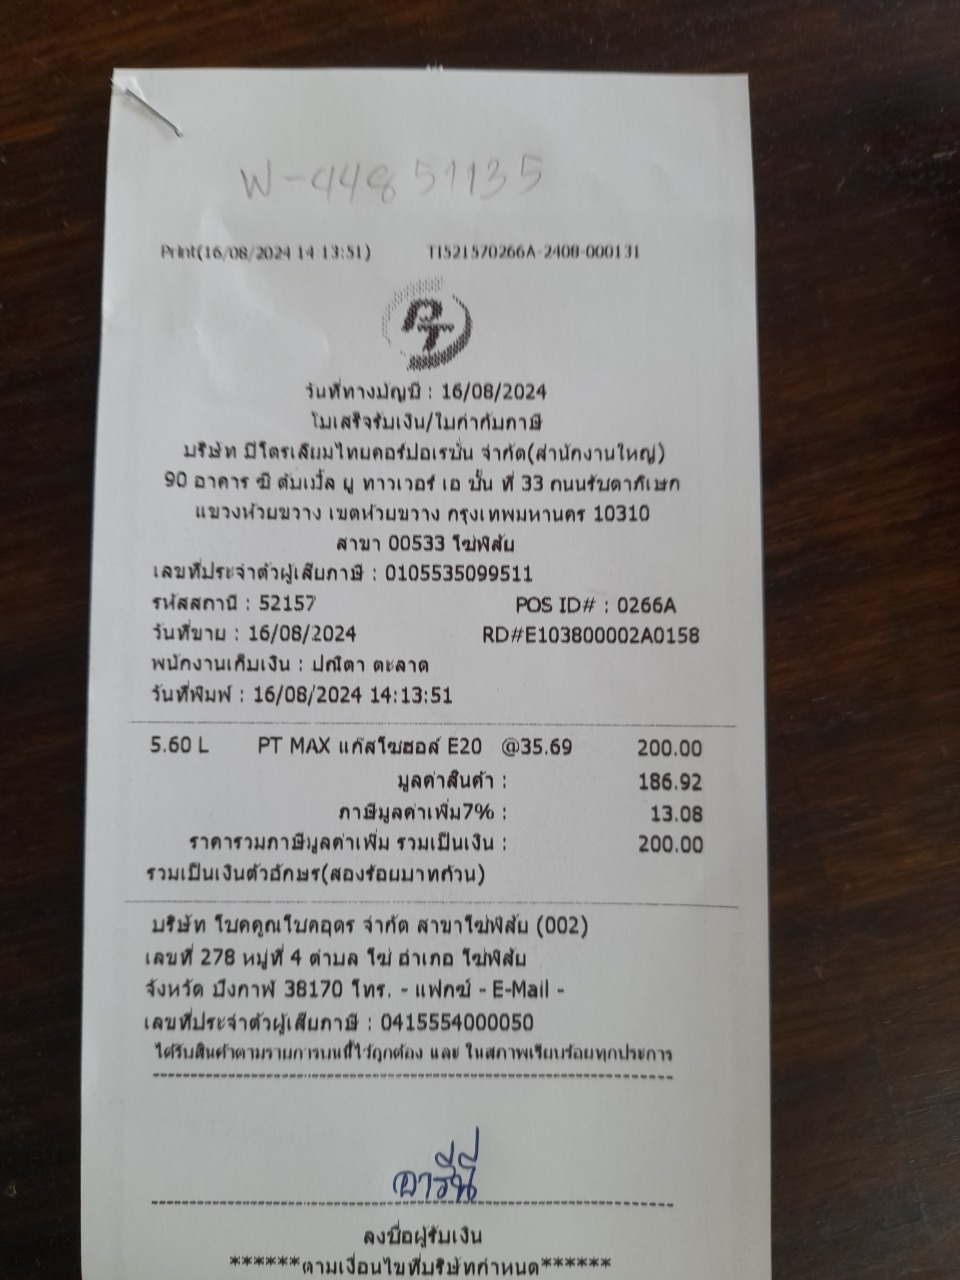 W-44851135
Print(16/08/2024 14:13:51) TI521570266A-2408-000131
PT
วันที่ทางบัญชี : 16/08/2024
ใบเสร็จรับเงิน/ใบกำกับภาษี
บริษัท ปิโตรเลียมไทยคอร์ปอเรชั่น จำกัด(สำนักงานใหญ่)
90 อาคาร ซี ดับเบิ้ล ยู ทาวเวอร์ เอ ชั้น ที่ 33 ถนนรัชดาภิเษก
แขวงห้วยขวาง เขตห้วยขวาง กรุงเทพมหานคร 10310
สาขา 00533 โซ่พิสัย
เลขที่ประจำตัวผู้เสียภาษี : 0105535099511
รหัสสถานี : 52157 POS ID# : 0266A
วันที่ขาย : 16/08/2024 RD#E103800002A0158
พนักงานเก็บเงิน : ปณิตา ตะลาด
วันที่พิมพ์ : 16/08/2024 14:13:51
5.60 L PT MAX แก๊สโซฮอล์ E20 @35.69 200.00
มูลค่าสินค้า : 186.92
ภาษีมูลค่าเพิ่ม7% : 13.08
ราคารวมภาษีมูลค่าเพิ่ม รวมเป็นเงิน : 200.00
รวมเป็นเงินตัวอักษร(สองร้อยบาทถ้วน)
บริษัท โชคคูณโชคอุดร จำกัด สาขาโซ่พิสัย (002)
เลขที่ 278 หมู่ที่ 4 ตำบล โซ่ อำเภอ โซ่พิสัย
จังหวัด บึงกาฬ 38170 โทร. - แฟกซ์ - E-Mail -
เลขที่ประจำตัวผู้เสียภาษี : 0415554000050
ได้รับสินค้าตามรายการบนนี้ไว้ถูกต้อง และ ในสภาพเรียบร้อยทุกประการ
อารีนี่
ลงชื่อผู้รับเงิน
******ตามเงื่อนไขที่บริษัทกำหนด******